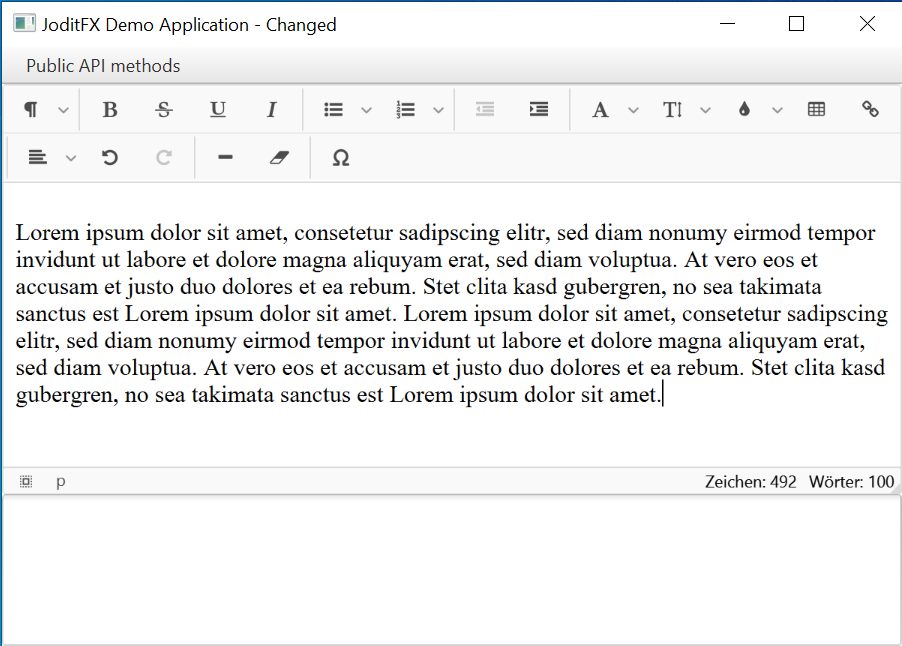 JoditFX Demo Application - Changed
Public API methods
Lorem ipsum dolor sit amet, consetetur sadipscing elitr, sed diam nonumy eirmod tempor
invidunt ut labore et dolore magna aliquyam erat, sed diam voluptua. At vero eos et
accusam et justo duo dolores et ea rebum. Stet clita kasd gubergren, no sea takimata
sanctus est Lorem ipsum dolor sit amet. Lorem ipsum dolor sit amet, consetetur sadipscing
elitr, sed diam nonumy eirmod tempor invidunt ut labore et dolore magna aliquyam erat,
sed diam voluptua. At vero eos et accusam et justo duo dolores et ea rebum. Stet clita kasd
gubergren, no sea takimata sanctus est Lorem ipsum dolor sit amet.
p Zeichen: 492 Wörter: 100